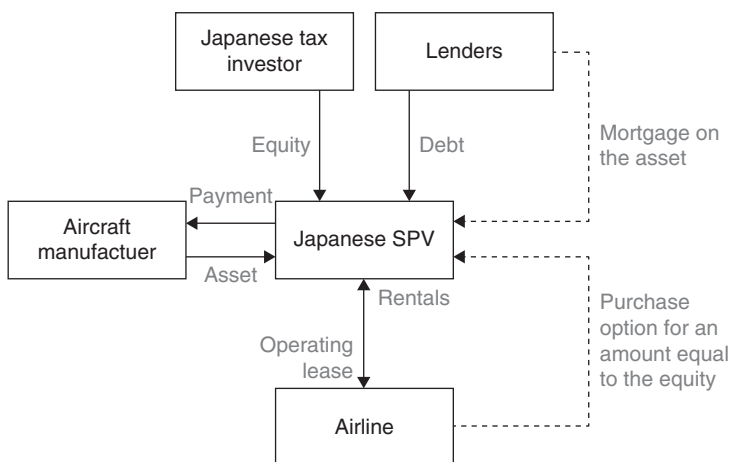 Japanese tax
investor
Lenders
Equity
Debt
Mortgage on
the asset
Payment
Aircraft
manufactuer
Japanese SPV
Asset
Rentals
Operating
lease
Purchase
option for an
amount equal
to the equity
Airline